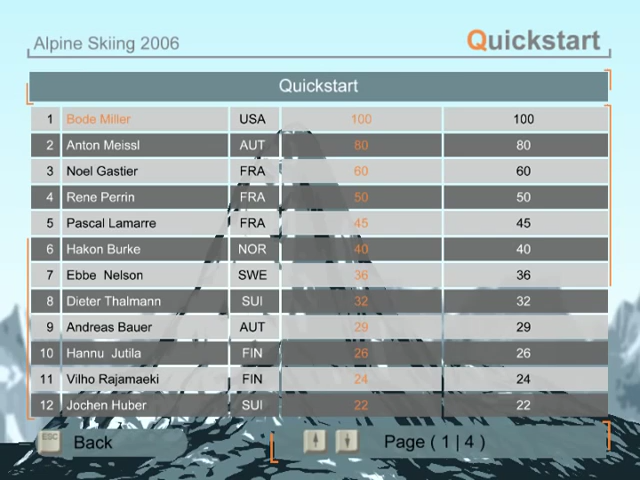 Alpine Skiing 2006 Quickstart
Quickstart
1 Bode Miller USA 100 100
2 Anton Meissl AUT 80 80
3 Noel Gastier FRA 60 60
4 Rene Perrin FRA 50 50
5 Pascal Lamarre FRA 45 45
6 Hakon Burke NOR 40 40
7 Ebbe Nelson SWE 36 36
8 Dieter Thalmann SUI 32 32
9 Andreas Bauer AUT 29 29
10 Hannu Jutila FIN 26 26
11 Vilho Rajamaeki FIN 24 24
12 Jochen Huber SUI 22 22
ESC Back Page ( 1 | 4 )